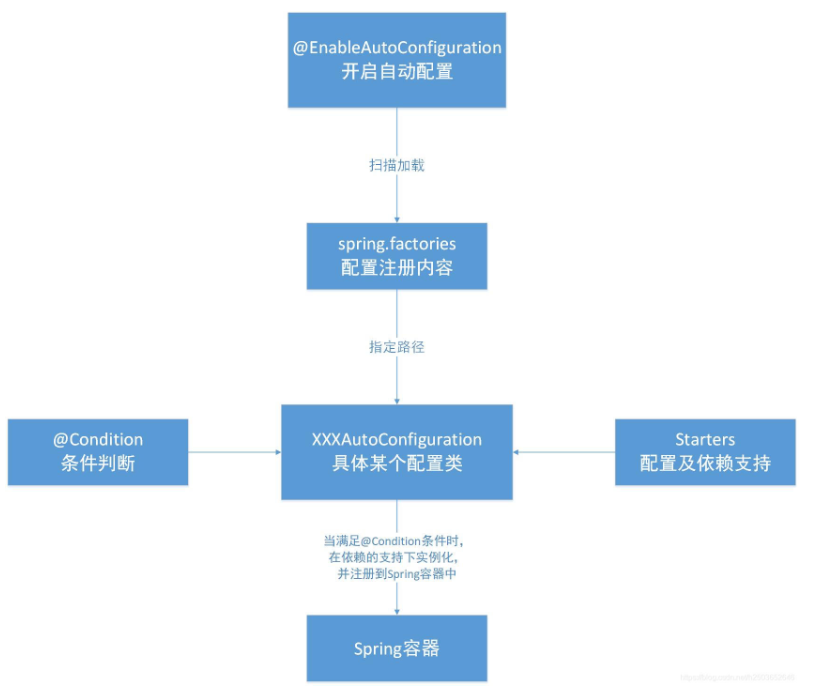 @EnableAutoConfiguration
开启自动配置
扫描加载
spring.factories
配置注册内容
指定路径
@Condition
条件判断
XXXAutoConfiguration
具体某个配置类
Starters
配置及依赖支持
当满足@Condition条件时，
在依赖的支持下实例化，
并注册到Spring容器中
Spring容器